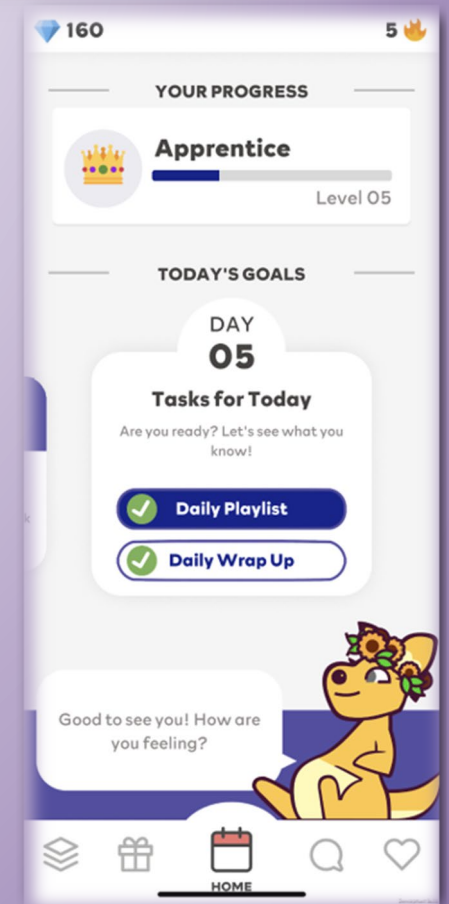 160
5
YOUR PROGRESS
Apprentice
Level 05
TODAY'S GOALS
DAY
05
Tasks for Today
Are you ready? Let's see what you
know!
Daily Playlist
Daily Wrap Up
Good to see you! How are
you feeling?
HOME